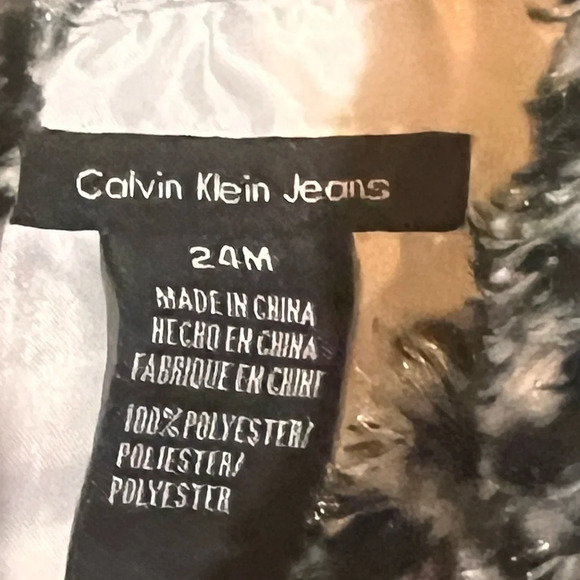 Calvin Klein Jeans
24M
MADE IN CHINA
HECHO EN CHINA
FABRIQUE EN CHINE
100% POLYESTER/
POLIESTER/
POLYESTER